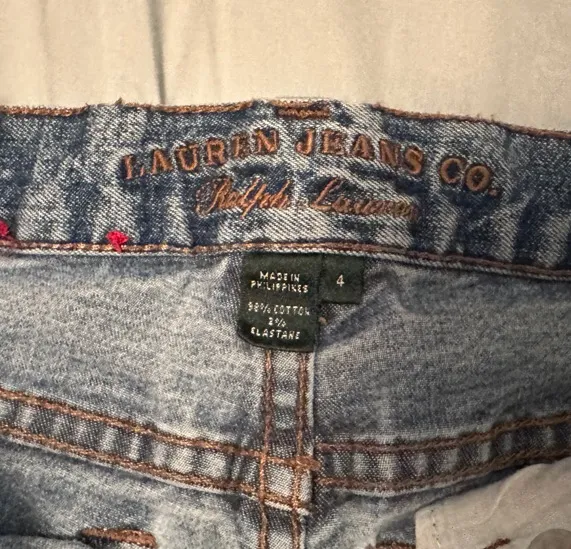 LAUREN JEANS CO.
Ralph Lauren
MADE IN
PHILIPPINES
98% COTTON
2%
ELASTANE
4